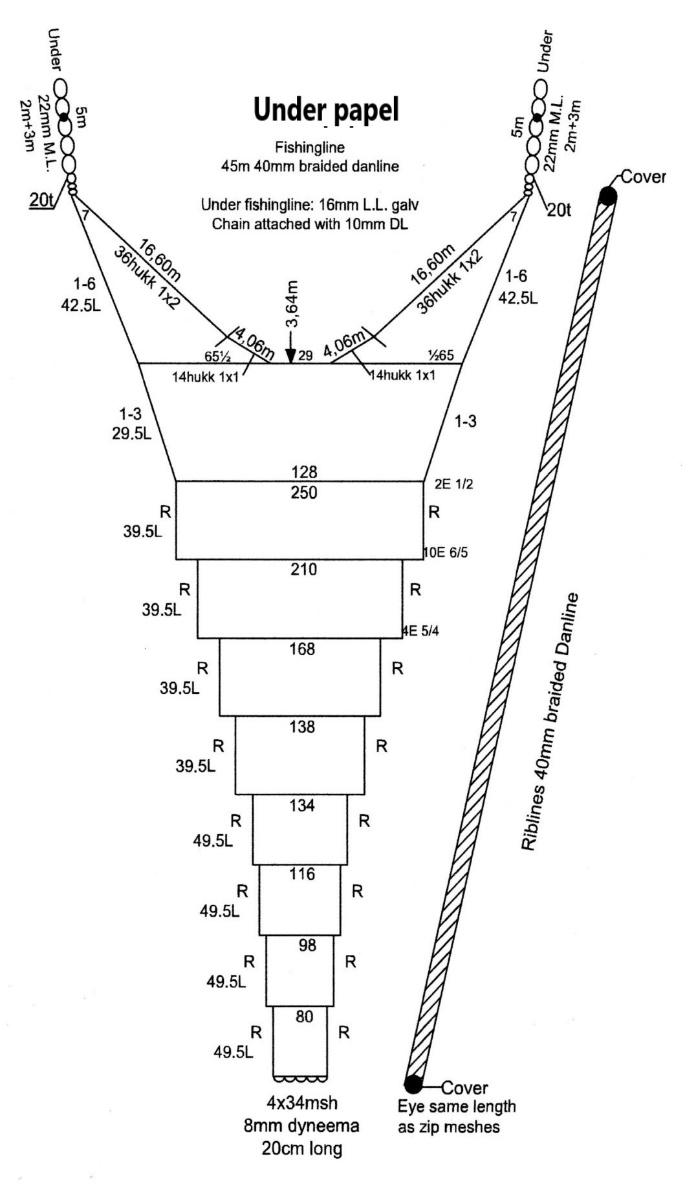 Under
Under
5m
22mm M.L.
2m+3m
5m
22mm M.L.
2m+3m
Under papel
Fishingline
45m 40mm braided danline
Under fishingline: 16mm L.L. galv
Chain attached with 10mm DL
Cover
20t
20t
7
7
16,60m
36hukk 1x2
16,60m
36hukk 1x2
1-6
42.5L
1-6
42.5L
3,64m
4,06m
4,06m
65½
29
½65
14hukk 1x1
14hukk 1x1
1-3
29.5L
1-3
128
2E 1/2
250
R
R
39.5L
10E 6/5
210
R
R
39.5L
4E 5/4
168
R
R
39.5L
138
R
R
39.5L
134
R
R
49.5L
116
R
R
49.5L
98
R
R
49.5L
80
R
R
49.5L
Riblines 40mm braided Danline
Cover
Eye same length
as zip meshes
4x34msh
8mm dyneema
20cm long